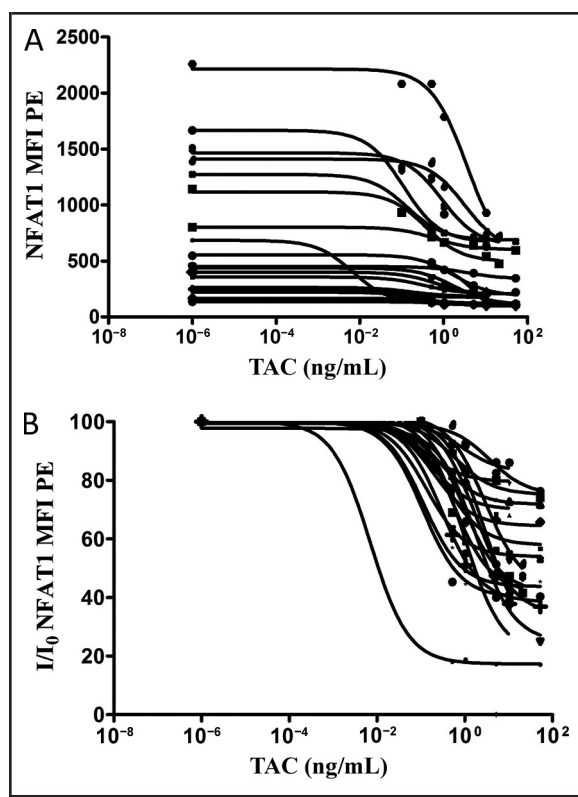 A
NFAT1 MFI PE
2500
2000
1500
1000
500
0
10⁻⁸ 10⁻⁶ 10⁻⁴ 10⁻² 10⁰ 10²
TAC (ng/mL)
B
I/I₀ NFAT1 MFI PE
100
80
60
40
20
0
10⁻⁸ 10⁻⁶ 10⁻⁴ 10⁻² 10⁰ 10²
TAC (ng/mL)